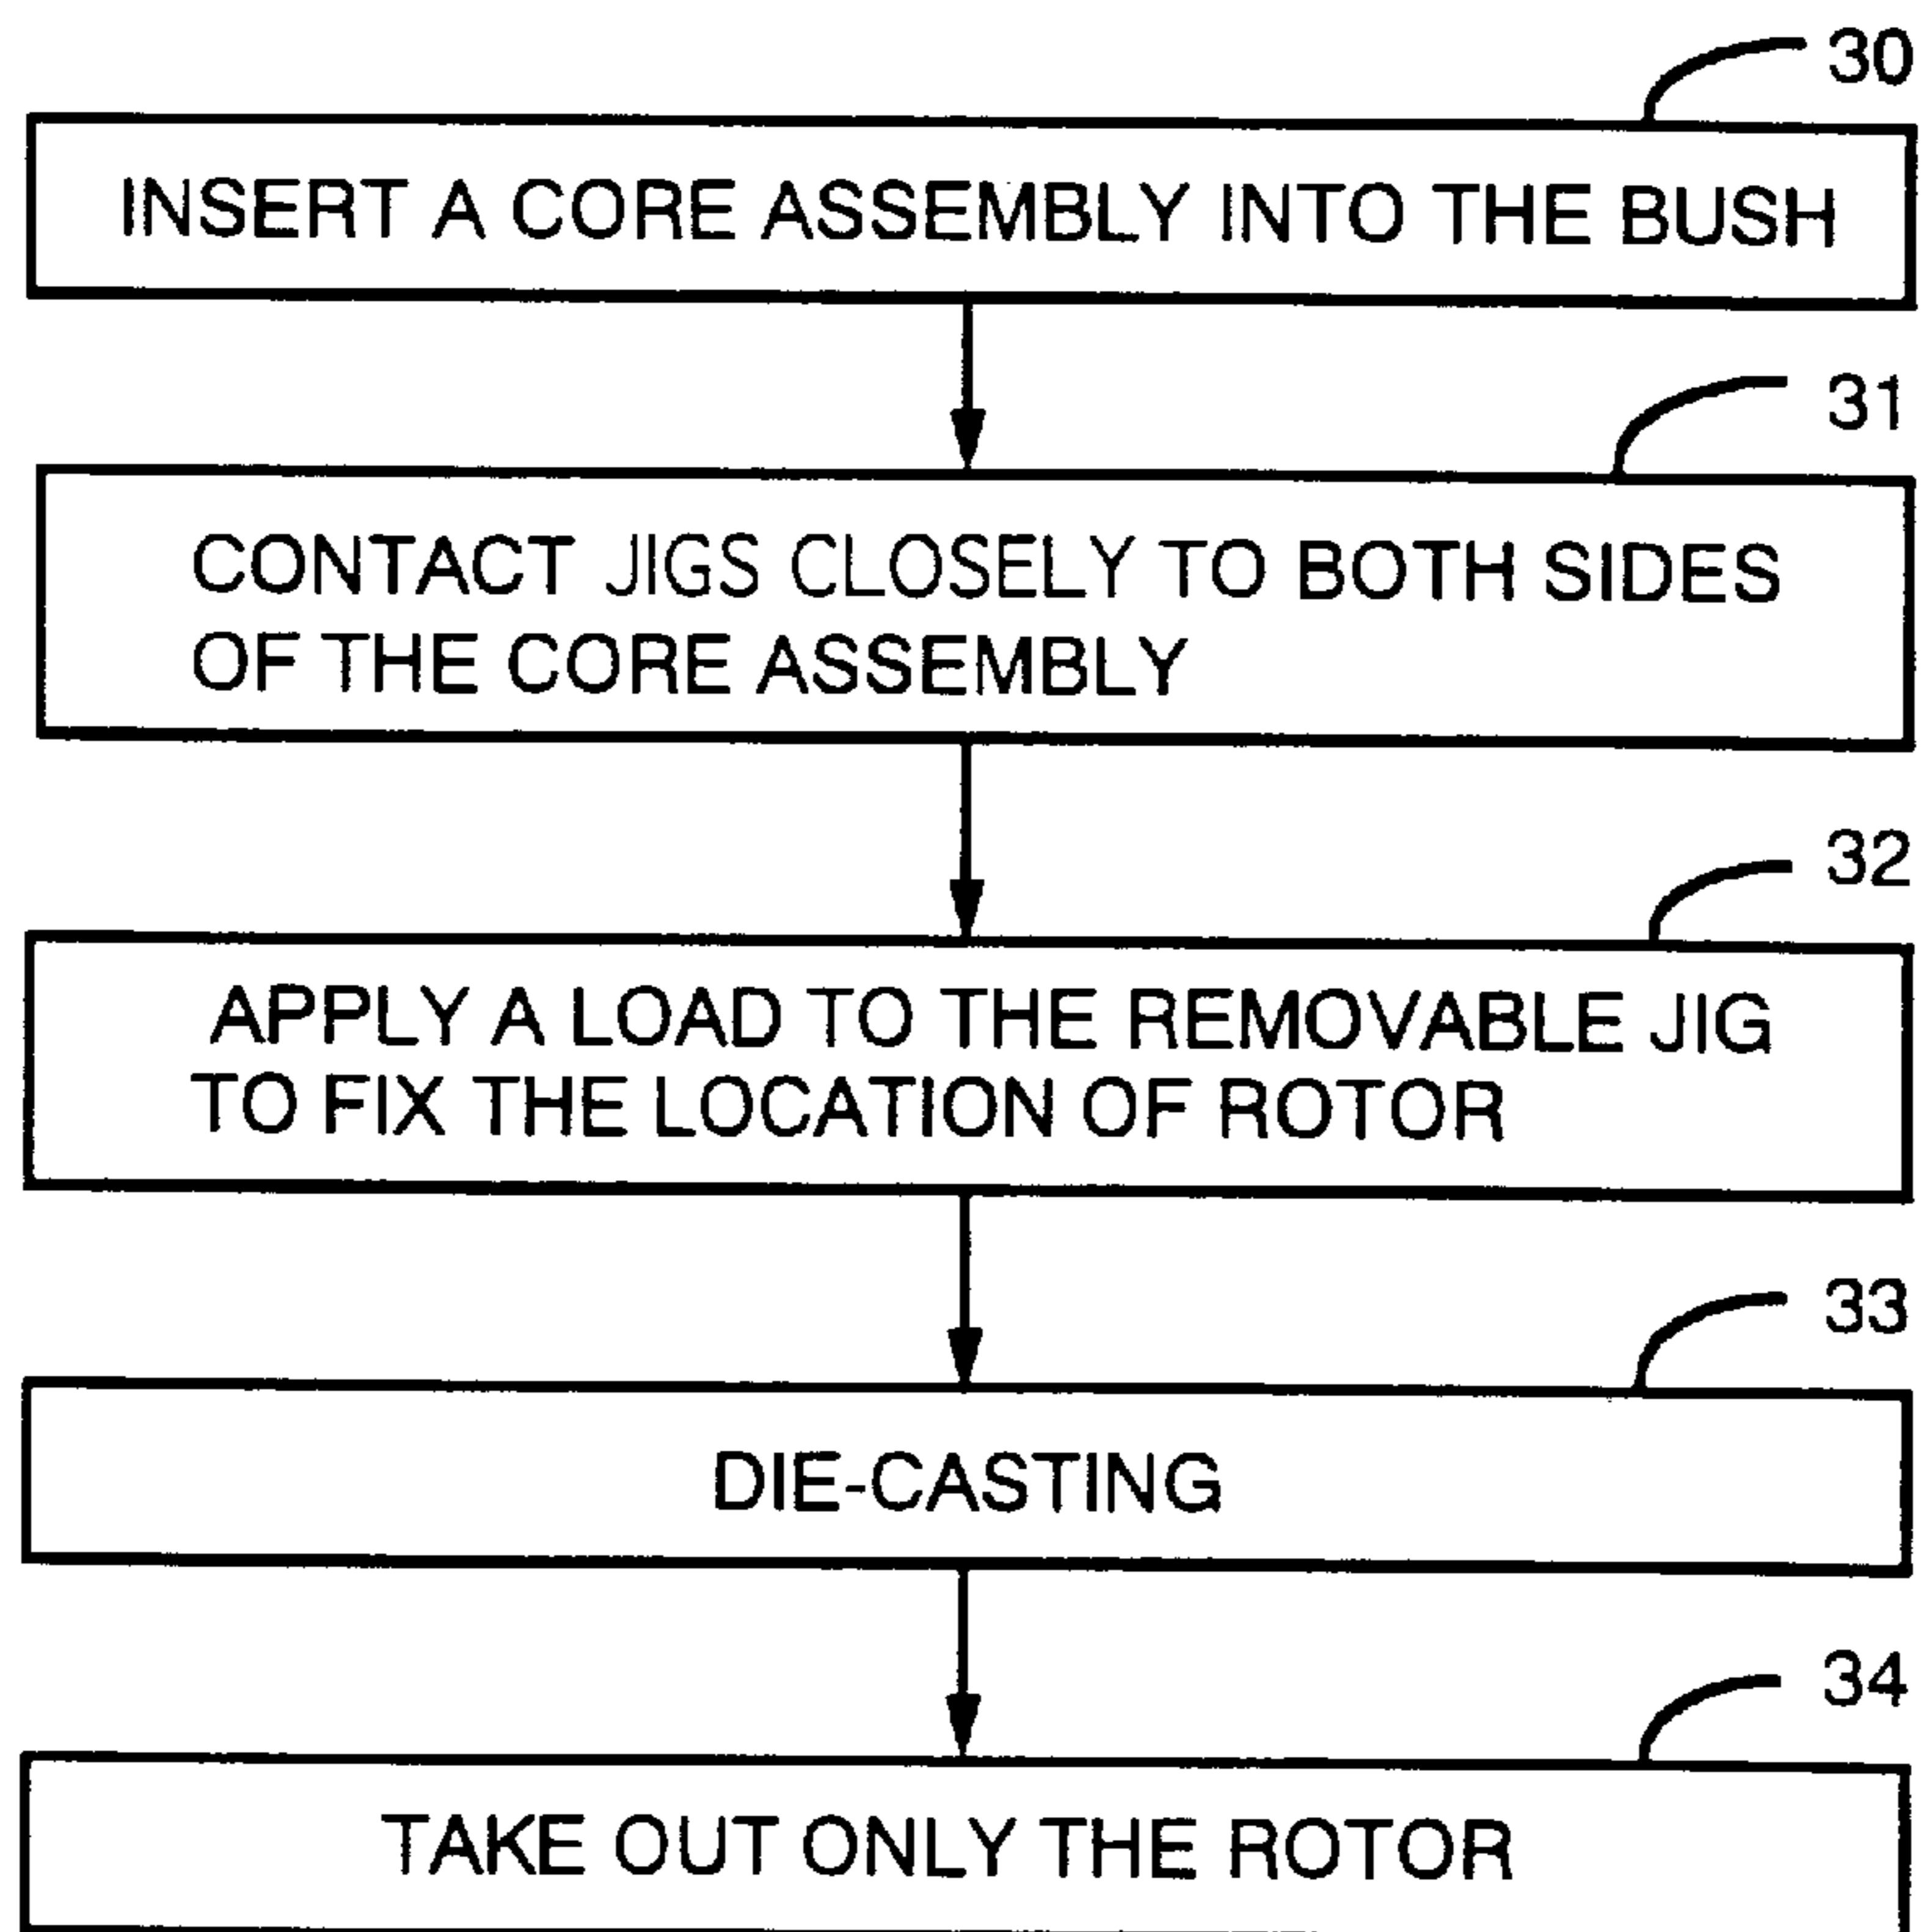 30
INSERT A CORE ASSEMBLY INTO THE BUSH
31
CONTACT JIGS CLOSELY TO BOTH SIDES
OF THE CORE ASSEMBLY
32
APPLY A LOAD TO THE REMOVABLE JIG
TO FIX THE LOCATION OF ROTOR
33
DIE-CASTING
34
TAKE OUT ONLY THE ROTOR